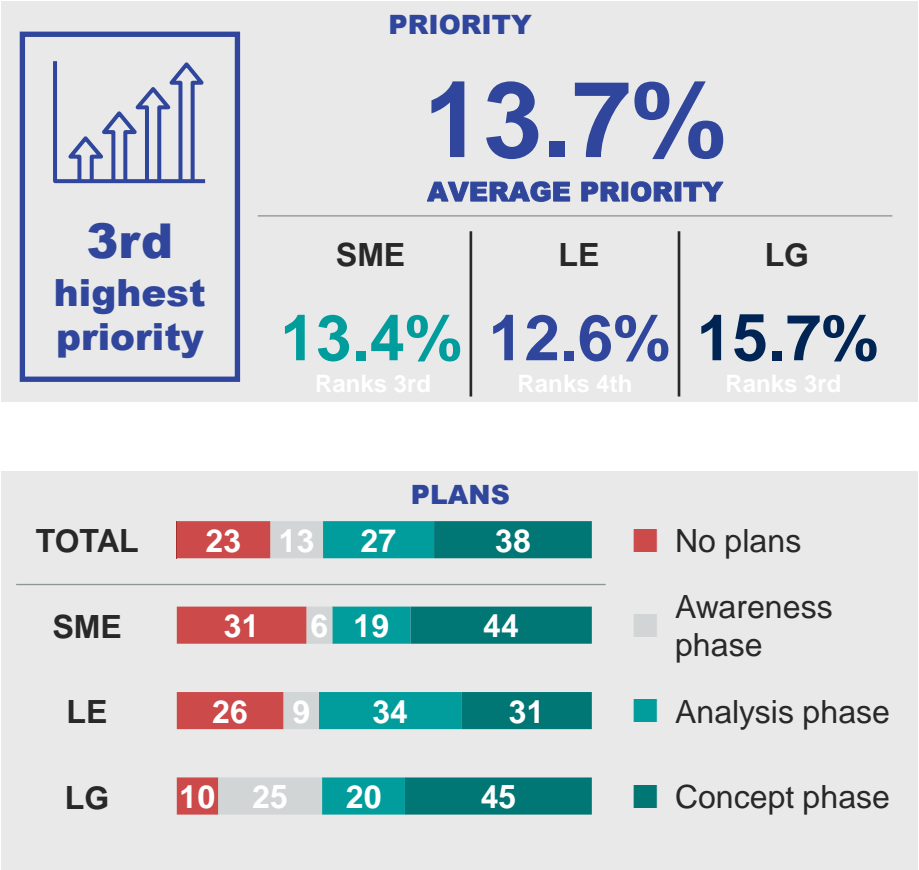 PRIORITY
3rd
highest
priority
13.7%
AVERAGE PRIORITY
SME LE LG
13.4% 12.6% 15.7%
Ranks 3rd Ranks 4th Ranks 3rd
PLANS
TOTAL 23 13 27 38 No plans
SME 31 6 19 44 Awareness
phase
LE 26 9 34 31 Analysis phase
LG 10 25 20 45 Concept phase